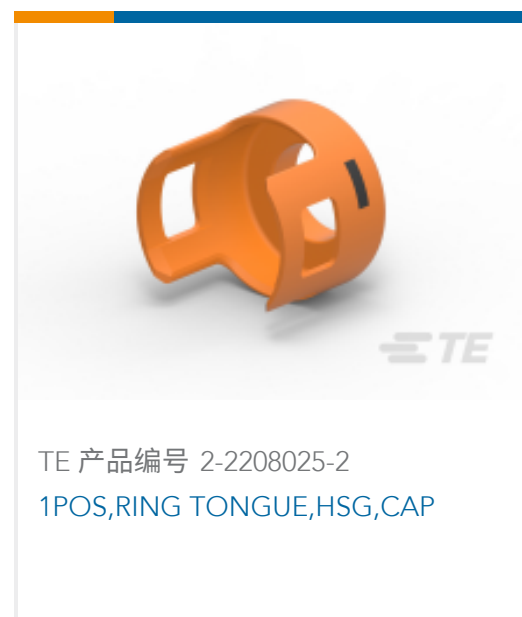 TE
TE 产品编号 2-2208025-2
1POS,RING TONGUE,HSG,CAP